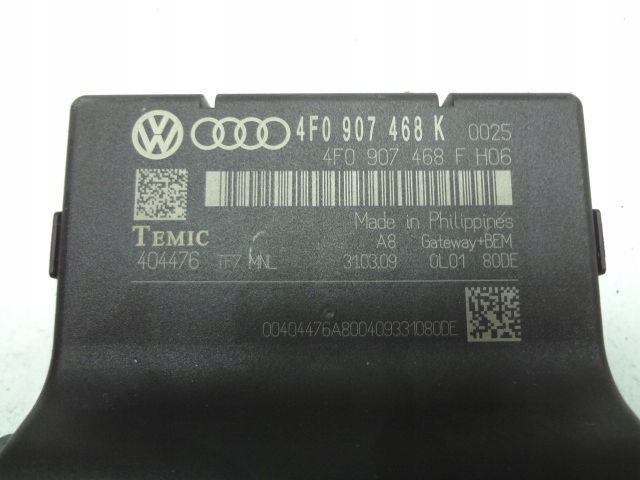 4F0 907 468 K 0025
4F0 907 468 F H06
Made in Philippines
TEMIC A8 Gateway+BEM
404476 TF7 MNL 31.03.09 0L01 80DE
00404476A800409331080DE